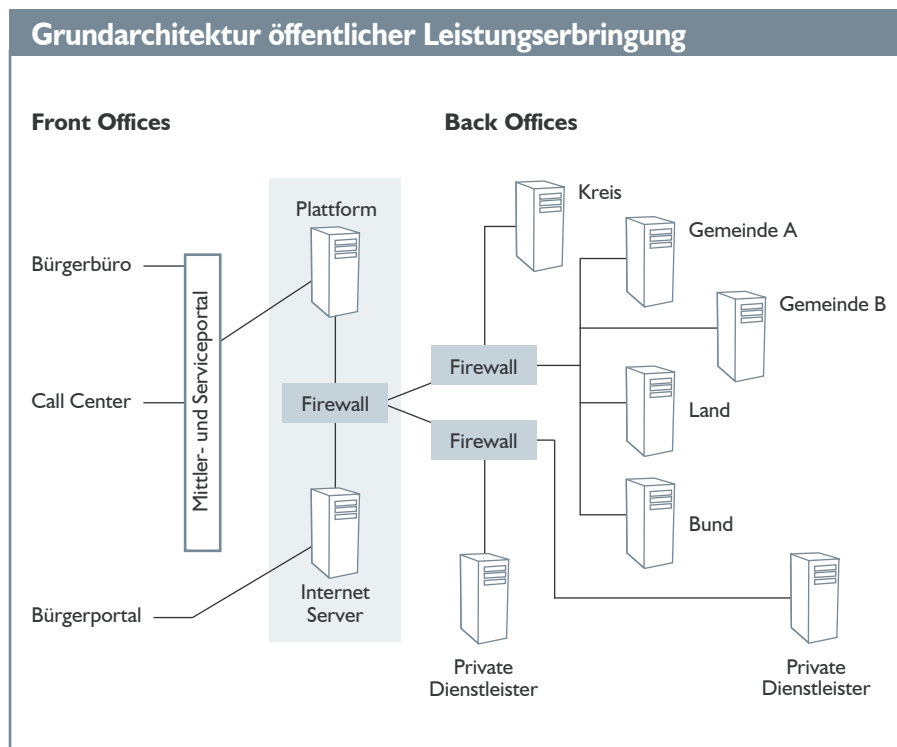 Grundarchitektur öffentlicher Leistungserbringung
Front Offices
Back Offices
Plattform
Kreis
Gemeinde A
Bürgerbüro
Gemeinde B
Mittler- und Serviceportal
Firewall
Call Center
Firewall
Land
Firewall
Bund
Internet
Server
Bürgerportal
Private
Dienstleister
Private
Dienstleister